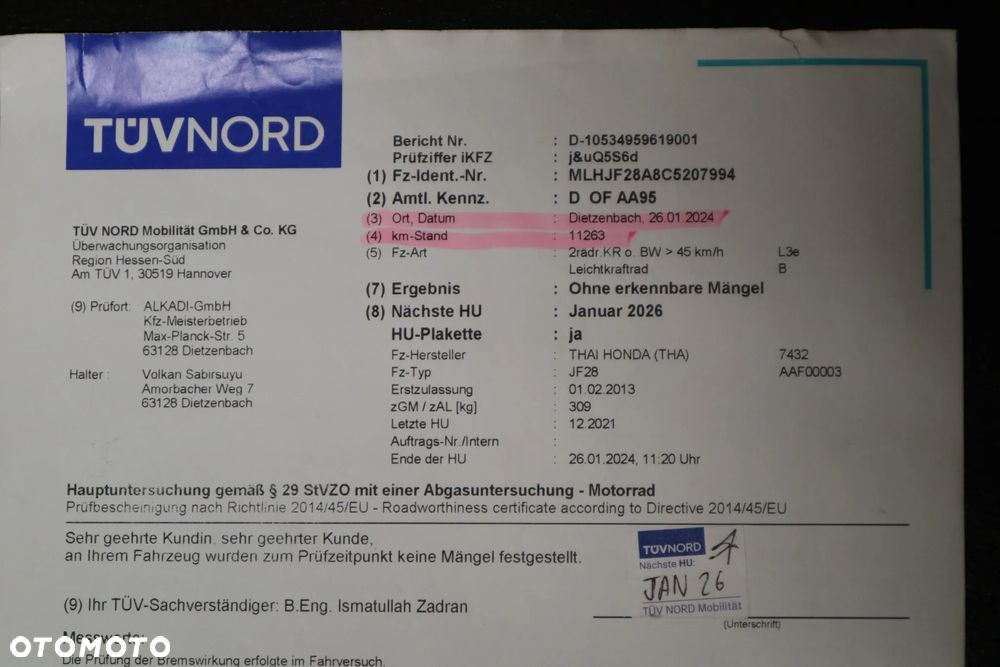 TÜVNORD
Bericht Nr. : D-10534959619001
Prüfziffer iKFZ : j&uQ5S6d
(1) Fz-Ident.-Nr. : MLHJF28A8C5207994
(2) Amtl. Kennz. : D OF AA95
(3) Ort, Datum : Dietzenbach, 26.01.2024
(4) km-Stand : 11263
(5) Fz-Art : 2rädr.KR o. BW > 45 km/h L3e
Leichtkraftrad B
(7) Ergebnis : Ohne erkennbare Mängel
(8) Nächste HU : Januar 2026
HU-Plakette : ja
Fz-Hersteller : THAI HONDA (THA) 7432
Fz-Typ : JF28 AAF00003
Erstzulassung : 01.02.2013
zGM / zAL [kg] : 309
Letzte HU : 12.2021
Auftrags-Nr./Intern :
Ende der HU : 26.01.2024, 11:20 Uhr
TÜV NORD Mobilität GmbH & Co. KG
Überwachungsorganisation
Region Hessen-Süd
Am TÜV 1, 30519 Hannover
(9) Prüfort: ALKADI-GmbH
Kfz-Meisterbetrieb
Max-Planck-Str. 5
63128 Dietzenbach
Halter : Volkan Sabırsuyu
Amorbacher Weg 7
63128 Dietzenbach
Hauptuntersuchung gemäß § 29 StVZO mit einer Abgasuntersuchung - Motorrad
Prüfbescheinigung nach Richtlinie 2014/45/EU - Roadworthiness certificate according to Directive 2014/45/EU
Sehr geehrte Kundin, sehr geehrter Kunde,
an Ihrem Fahrzeug wurden zum Prüfzeitpunkt keine Mängel festgestellt.
TÜVNORD
Nächste HU:
JAN 26
TÜV NORD Mobilität
(9) Ihr TÜV-Sachverständiger: B.Eng. Ismatullah Zadran
(Unterschrift)
Messwerte:
Die Prüfung der Bremswirkung erfolgte im Fahrversuch.
OTOMOTO